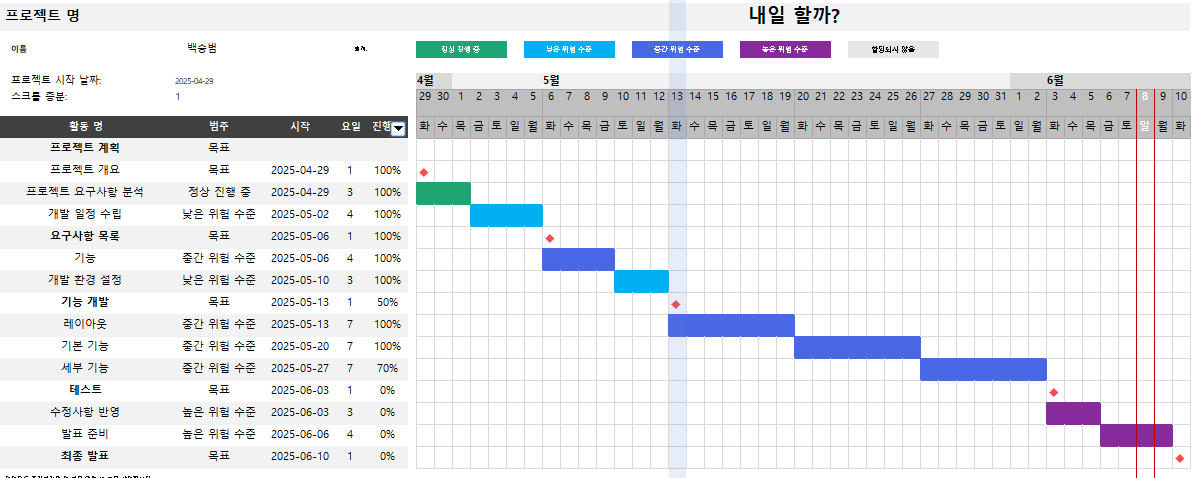 프로젝트 명 내일 할까?
이름 백승범
정상 진행 중 낮은 위험 수준 중간 위험 수준 높은 위험 수준 할당되지 않음
프로젝트 시작 날짜: 2025-04-29 4월 5월 6월
스크롤 증분: 1 29 30 1 2 3 4 5 6 7 8 9 10 11 12 13 14 15 16 17 18 19 20 21 22 23 24 25 26 27 28 29 30 31 1 2 3 4 5 6 7 8 9 10
활동 명 범주 시작 요일 진행 화 수 목 금 토 일 월 화 수 목 금 토 일 월 화 수 목 금 토 일 월 화 수 목 금 토 일 월 화 수 목 금 토 일 월 화 수 목 금 토 일 월 화
프로젝트 계획 목표
프로젝트 개요 목표 2025-04-29 1 100%
프로젝트 요구사항 분석 정상 진행 중 2025-04-29 3 100%
개발 일정 수립 낮은 위험 수준 2025-05-02 4 100%
요구사항 목록 목표 2025-05-06 1 100%
기능 중간 위험 수준 2025-05-06 4 100%
개발 환경 설정 낮은 위험 수준 2025-05-10 3 100%
기능 개발 목표 2025-05-13 1 50%
레이아웃 중간 위험 수준 2025-05-13 7 100%
기본 기능 중간 위험 수준 2025-05-20 7 100%
세부 기능 중간 위험 수준 2025-05-27 7 70%
테스트 목표 2025-06-03 1 0%
수정사항 반영 높은 위험 수준 2025-06-03 3 0%
발표 준비 높은 위험 수준 2025-06-06 4 0%
최종 발표 목표 2025-06-10 1 0%